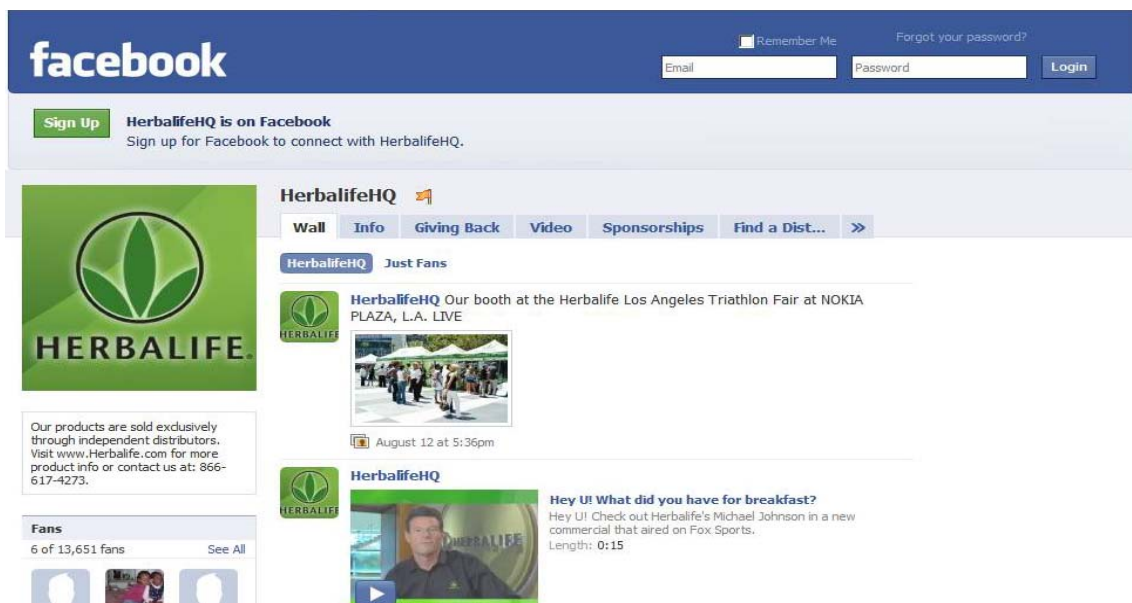 facebook
Remember Me
Forgot your password?
Email
Password
Login
Sign Up
HerbalifeHQ is on Facebook
Sign up for Facebook to connect with HerbalifeHQ.
HERBALIFE.
HerbalifeHQ
Wall Info Giving Back Video Sponsorships Find a Dist... »
HerbalifeHQ Just Fans
HERBALIFE
HerbalifeHQ Our booth at the Herbalife Los Angeles Triathlon Fair at NOKIA
PLAZA, L.A. LIVE
August 12 at 5:36pm
Our products are sold exclusively
through independent distributors.
Visit www.Herbalife.com for more
product info or contact us at: 866-
617-4273.
Fans
6 of 13,651 fans See All
HERBALIFE
HerbalifeHQ
HERBALIFE
Hey U! What did you have for breakfast?
Hey U! Check out Herbalife's Michael Johnson in a new
commercial that aired on Fox Sports.
Length: 0:15